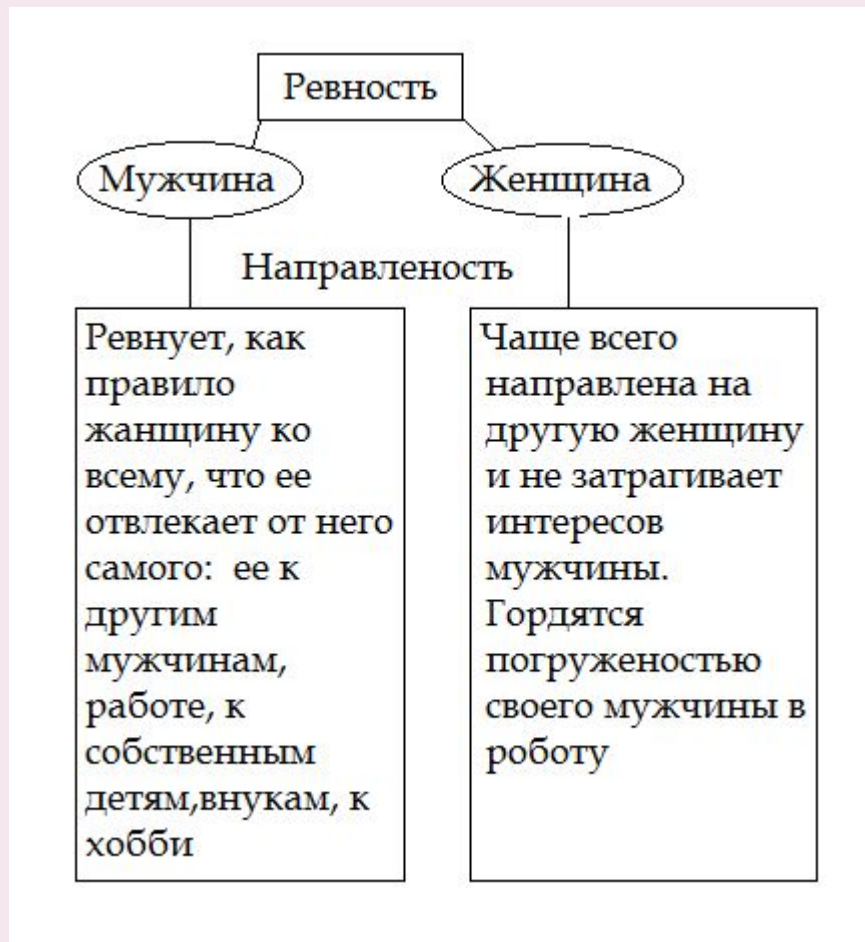 Ревность
Мужчина
Женщина
Направленость
Ревнует, как
правило
жанщину ко
всему, что ее
отвлекает от него
самого: ее к
другим
мужчинам,
работе, к
собственным
детям,внукам, к
хобби
Чаще всего
направлена на
другую женщину
и не затрагивает
интересов
мужчины.
Гордятся
погруженостью
своего мужчины в
роботу